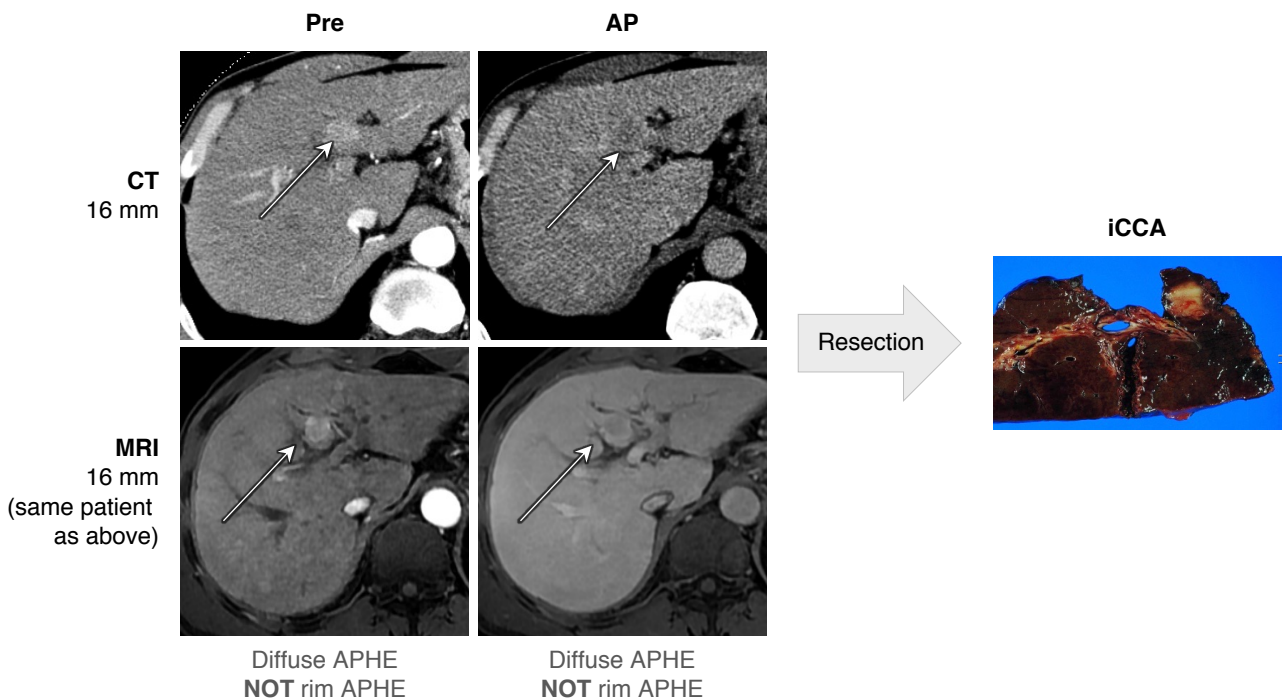 Pre
AP
CT
16 mm
MRI
16 mm
(same patient
as above)
Diffuse APHE
NOT rim APHE
Diffuse APHE
NOT rim APHE
Resection
iCCA